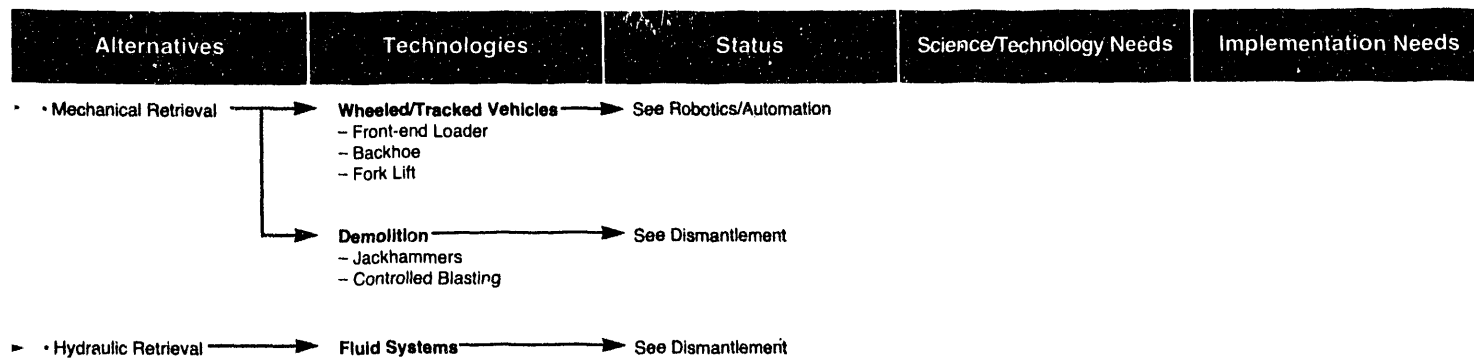 Alternatives Technologies Status Science/Technology Needs Implementation Needs
• Mechanical Retrieval Wheeled/Tracked Vehicles See Robotics/Automation
– Front-end Loader
– Backhoe
– Fork Lift
Demolition See Dismantlement
– Jackhammers
– Controlled Blasting
• Hydraulic Retrieval Fluid Systems See Dismantlement